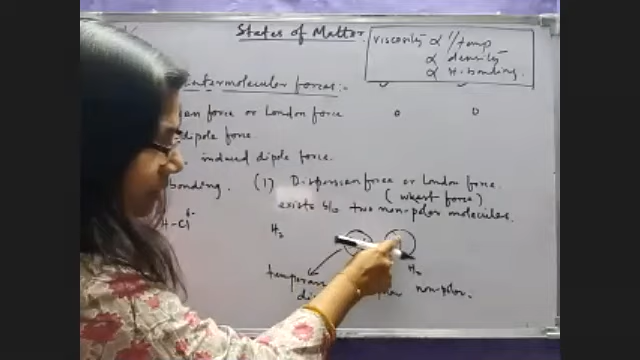 States of Matter
viscosity α 1/temp
α density
α H-bonding
Intermolecular forces:-
force or London force
dipole force.
induced dipole force.
bonding.
(1) Dispersion force or London force
(weakest force)
exists b/w two non-polar molecules.
H-Cl δ-
H₂
H₂
non-polar.